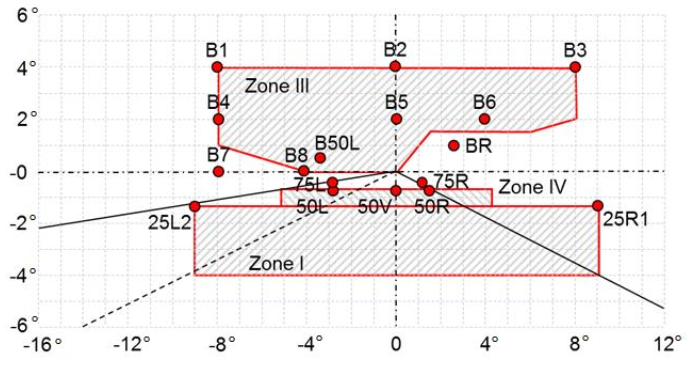 6°
B1 B2 B3
4°
Zone III
B4 B5 B6
2°
B50L
B8 BR
B7
-0
75L 75R
Zone IV
50L 50V 50R
-2°
25L2 25R1
Zone I
-4°
-6°
-16° -12° -8° -4° 0 4° 8° 12°